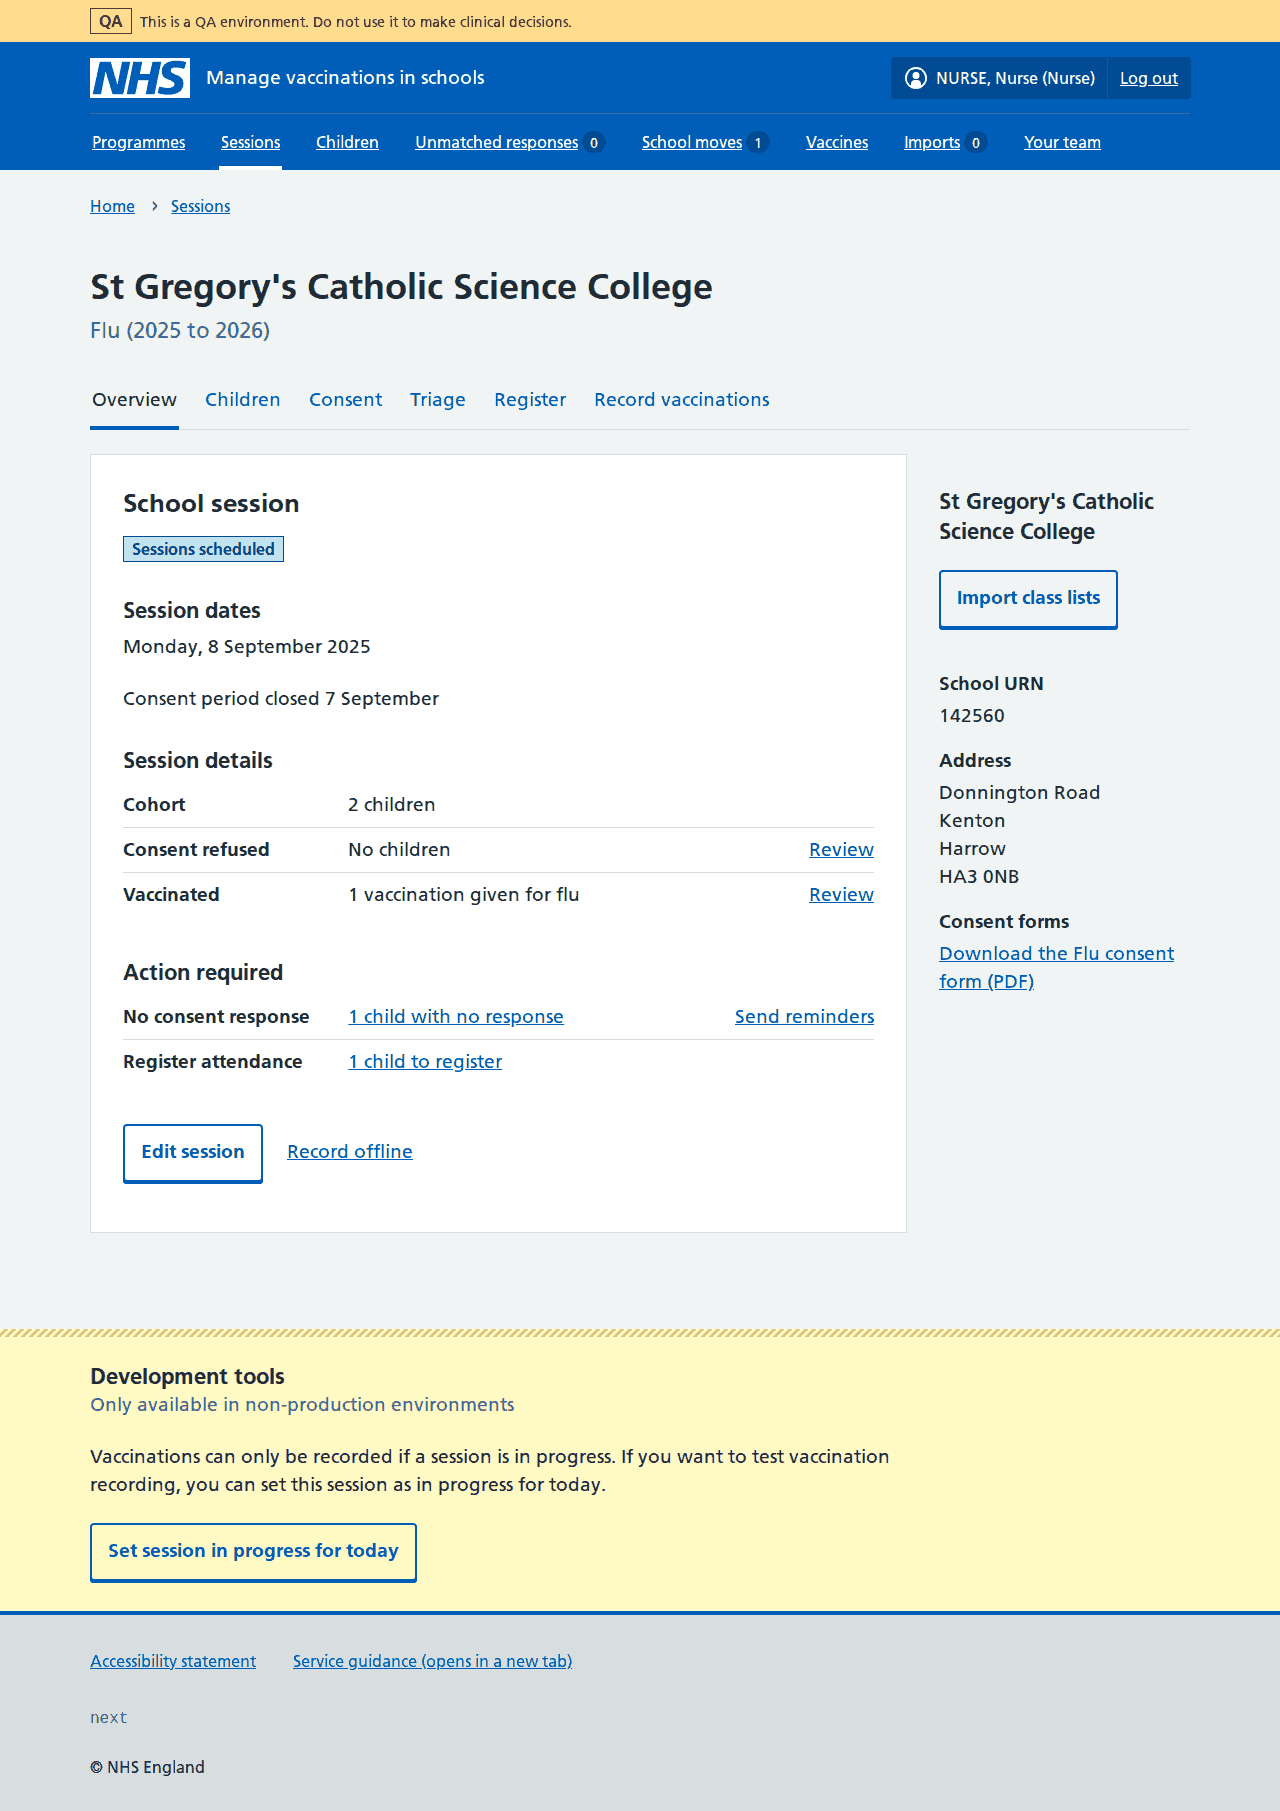 QA This is a QA environment. Do not use it to make clinical decisions.
NHS Manage vaccinations in schools NURSE, Nurse (Nurse) Log out
Programmes Sessions Children Unmatched responses 0 School moves 1 Vaccines Imports 0 Your team
Home › Sessions
St Gregory's Catholic Science College
Flu (2025 to 2026)
Overview Children Consent Triage Register Record vaccinations
School session
Sessions scheduled
Session dates
Monday, 8 September 2025
Consent period closed 7 September
Session details
Cohort 2 children
Consent refused No children Review
Vaccinated 1 vaccination given for flu Review
Action required
No consent response 1 child with no response Send reminders
Register attendance 1 child to register
Edit session Record offline
St Gregory's Catholic
Science College
Import class lists
School URN
142560
Address
Donnington Road
Kenton
Harrow
HA3 0NB
Consent forms
Download the Flu consent
form (PDF)
Development tools
Only available in non-production environments
Vaccinations can only be recorded if a session is in progress. If you want to test vaccination
recording, you can set this session as in progress for today.
Set session in progress for today
Accessibility statement Service guidance (opens in a new tab)
next
© NHS England